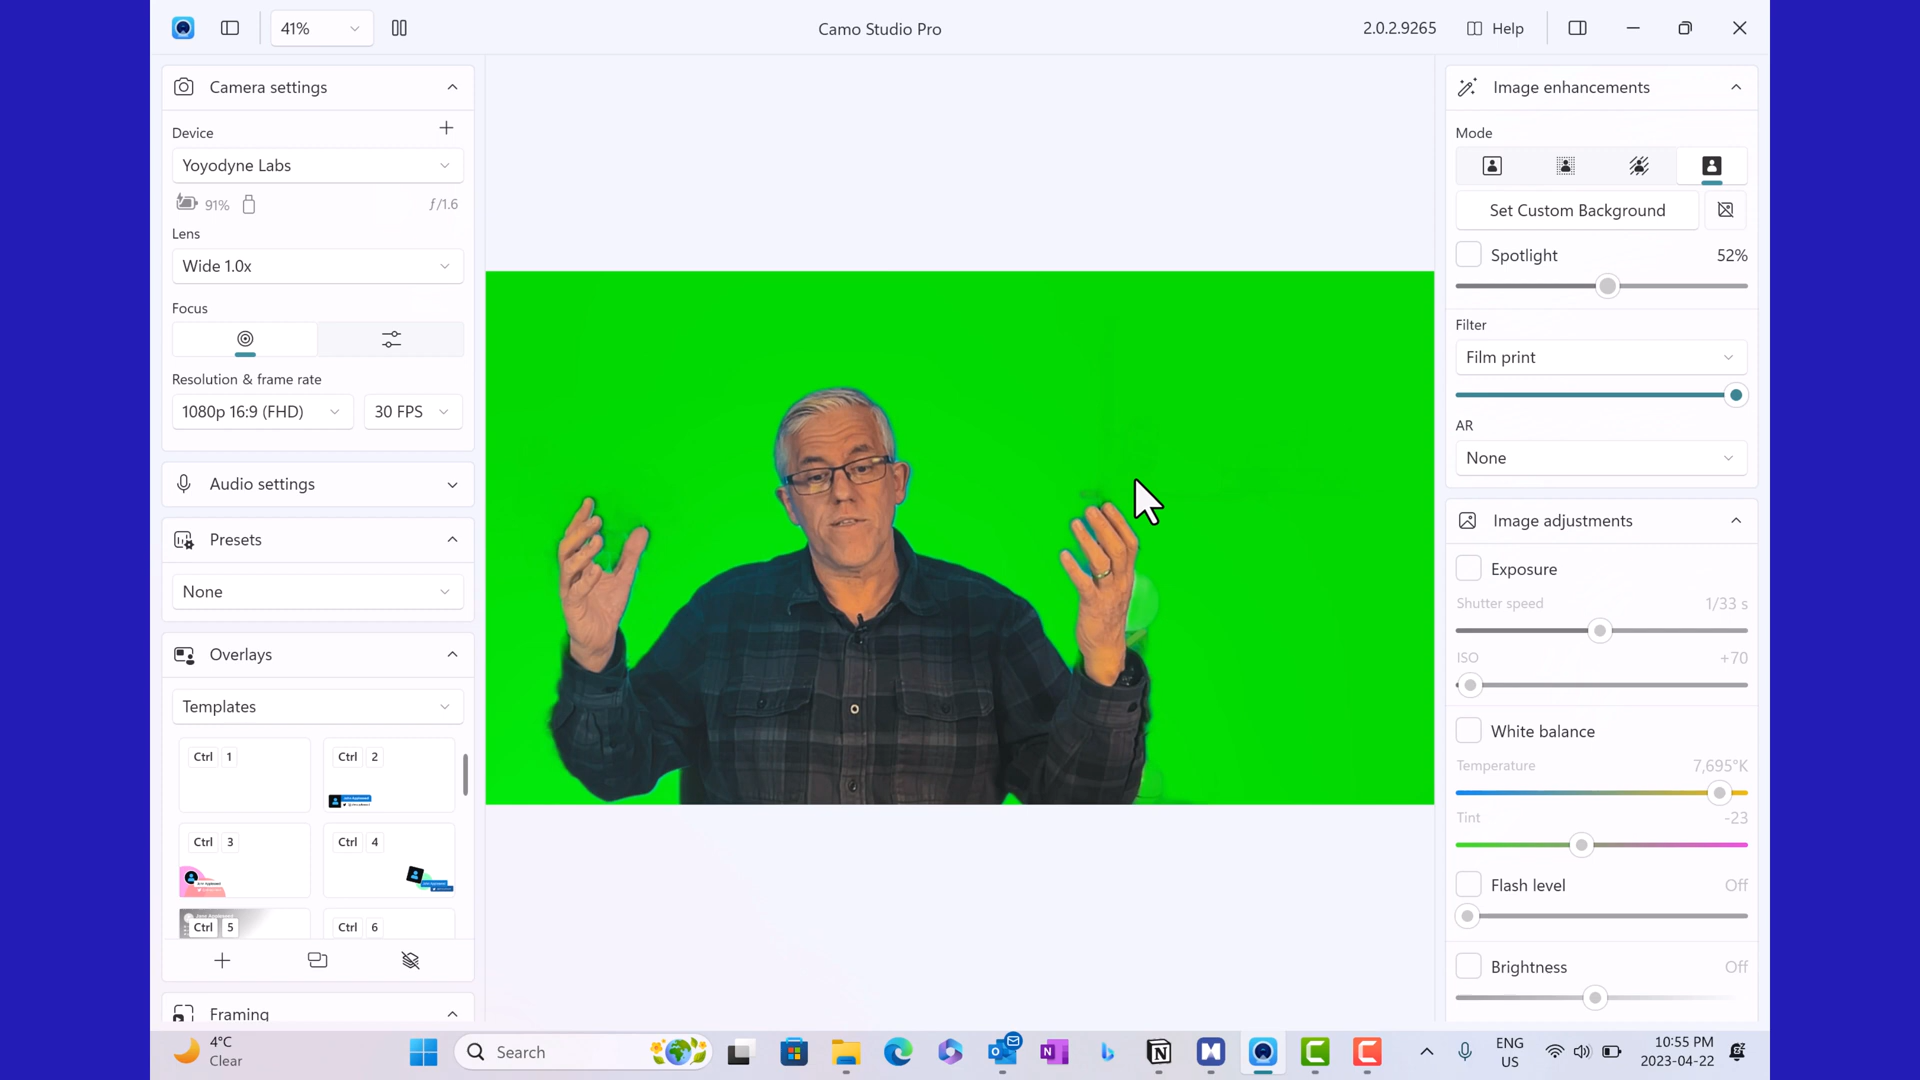 41%
Camo Studio Pro
2.0.2.9265
Help
Camera settings
Device
Yoyodyne Labs
91%
ƒ/1.6
Lens
Wide 1.0x
Focus
Resolution & frame rate
1080p 16:9 (FHD)
30 FPS
Audio settings
Presets
None
Overlays
Templates
Ctrl 1
Ctrl 2
Ctrl 3
Ctrl 4
Ctrl 5
Ctrl 6
Framing
Image enhancements
Mode
Set Custom Background
Spotlight 52%
Filter
Film print
AR
None
Image adjustments
Exposure
Shutter speed 1/33 s
ISO +70
White balance
Temperature 7,695°K
Tint -23
Flash level Off
Brightness Off
4°C
Clear
Search
ENG
US
10:55 PM
2023-04-22